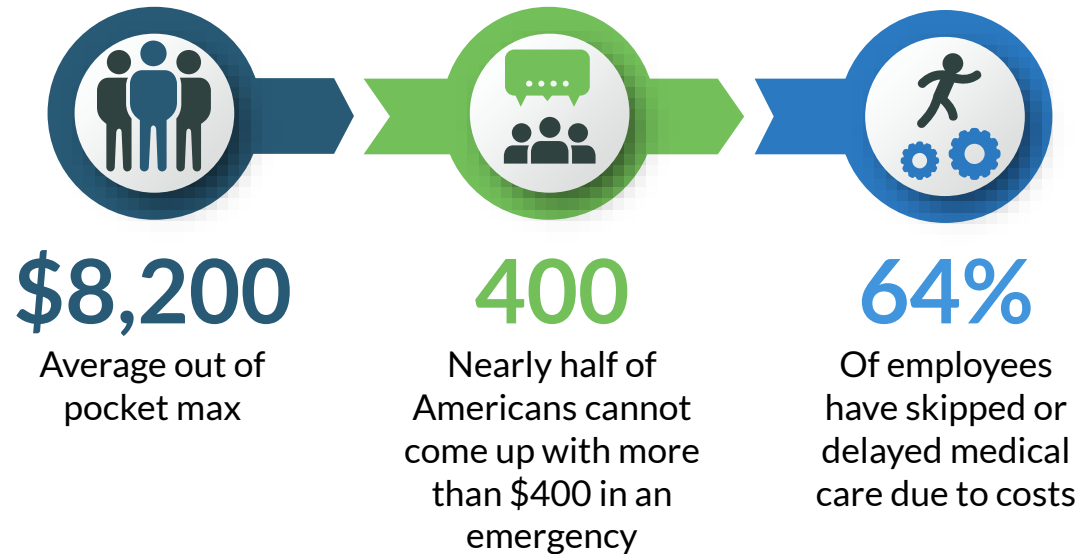 $8,200
Average out of
pocket max
400
Nearly half of
Americans cannot
come up with more
than $400 in an
emergency
64%
Of employees
have skipped or
delayed medical
care due to costs